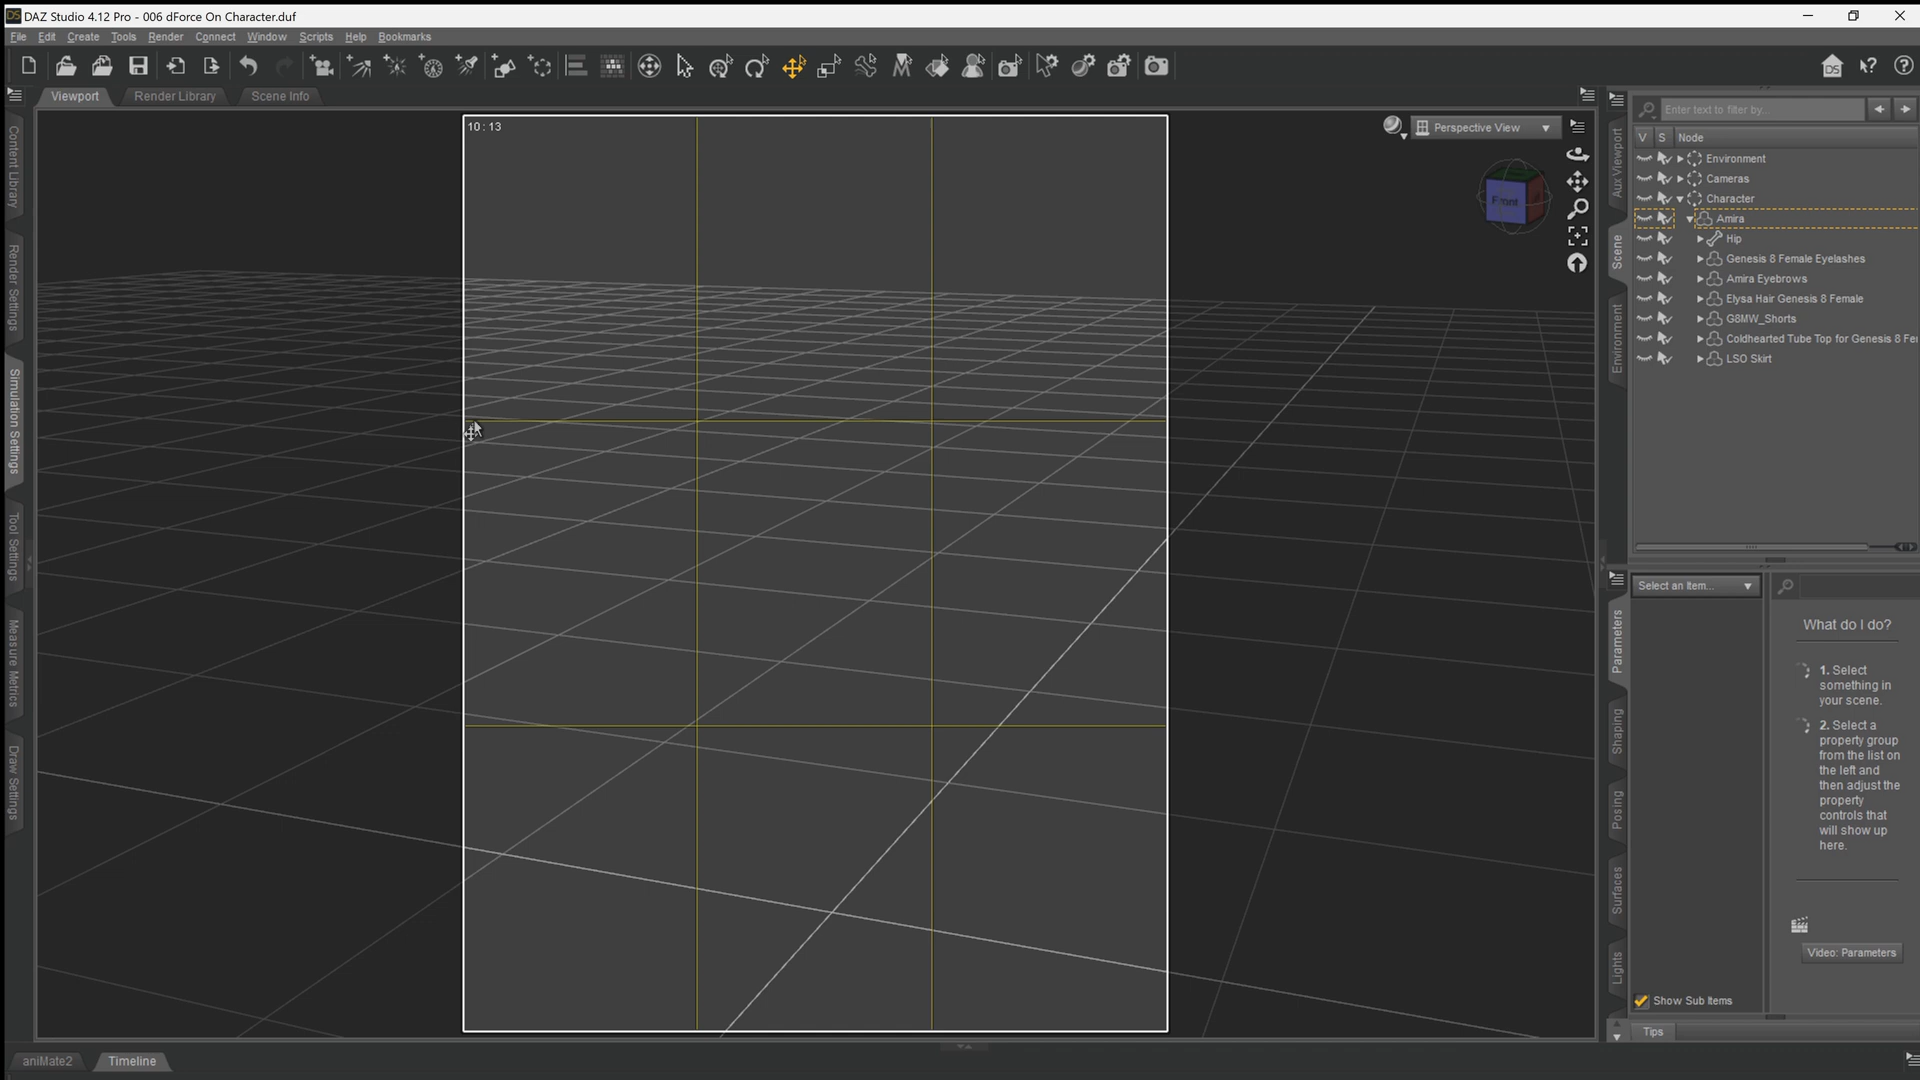 DAZ Studio 4.12 Pro - 006 dForce On Character.duf
File Edit Create Tools Render Connect Window Scripts Help Bookmarks
Viewport Render Library Scene Info
10 : 13
Perspective View
Front
Content Library
Render Settings
Simulation Settings
Tool Settings
Measure Metrics
Draw Settings
Aux Viewport
Scene
Environment
Enter text to filter by...
V S Node
Environment
Cameras
Character
Amira
Hip
Genesis 8 Female Eyelashes
Amira Eyebrows
Elysa Hair Genesis 8 Female
G8MW_Shorts
Coldhearted Tube Top for Genesis 8 Fe
LSO Skirt
Parameters
Shaping
Posing
Surfaces
Lights
Select an Item...
What do I do?
1. Select
something in
your scene.
2. Select a
property group
from the list on
the left and
then adjust the
property
controls that
will show up
here.
Video: Parameters
Show Sub Items
Tips
aniMate2 Timeline